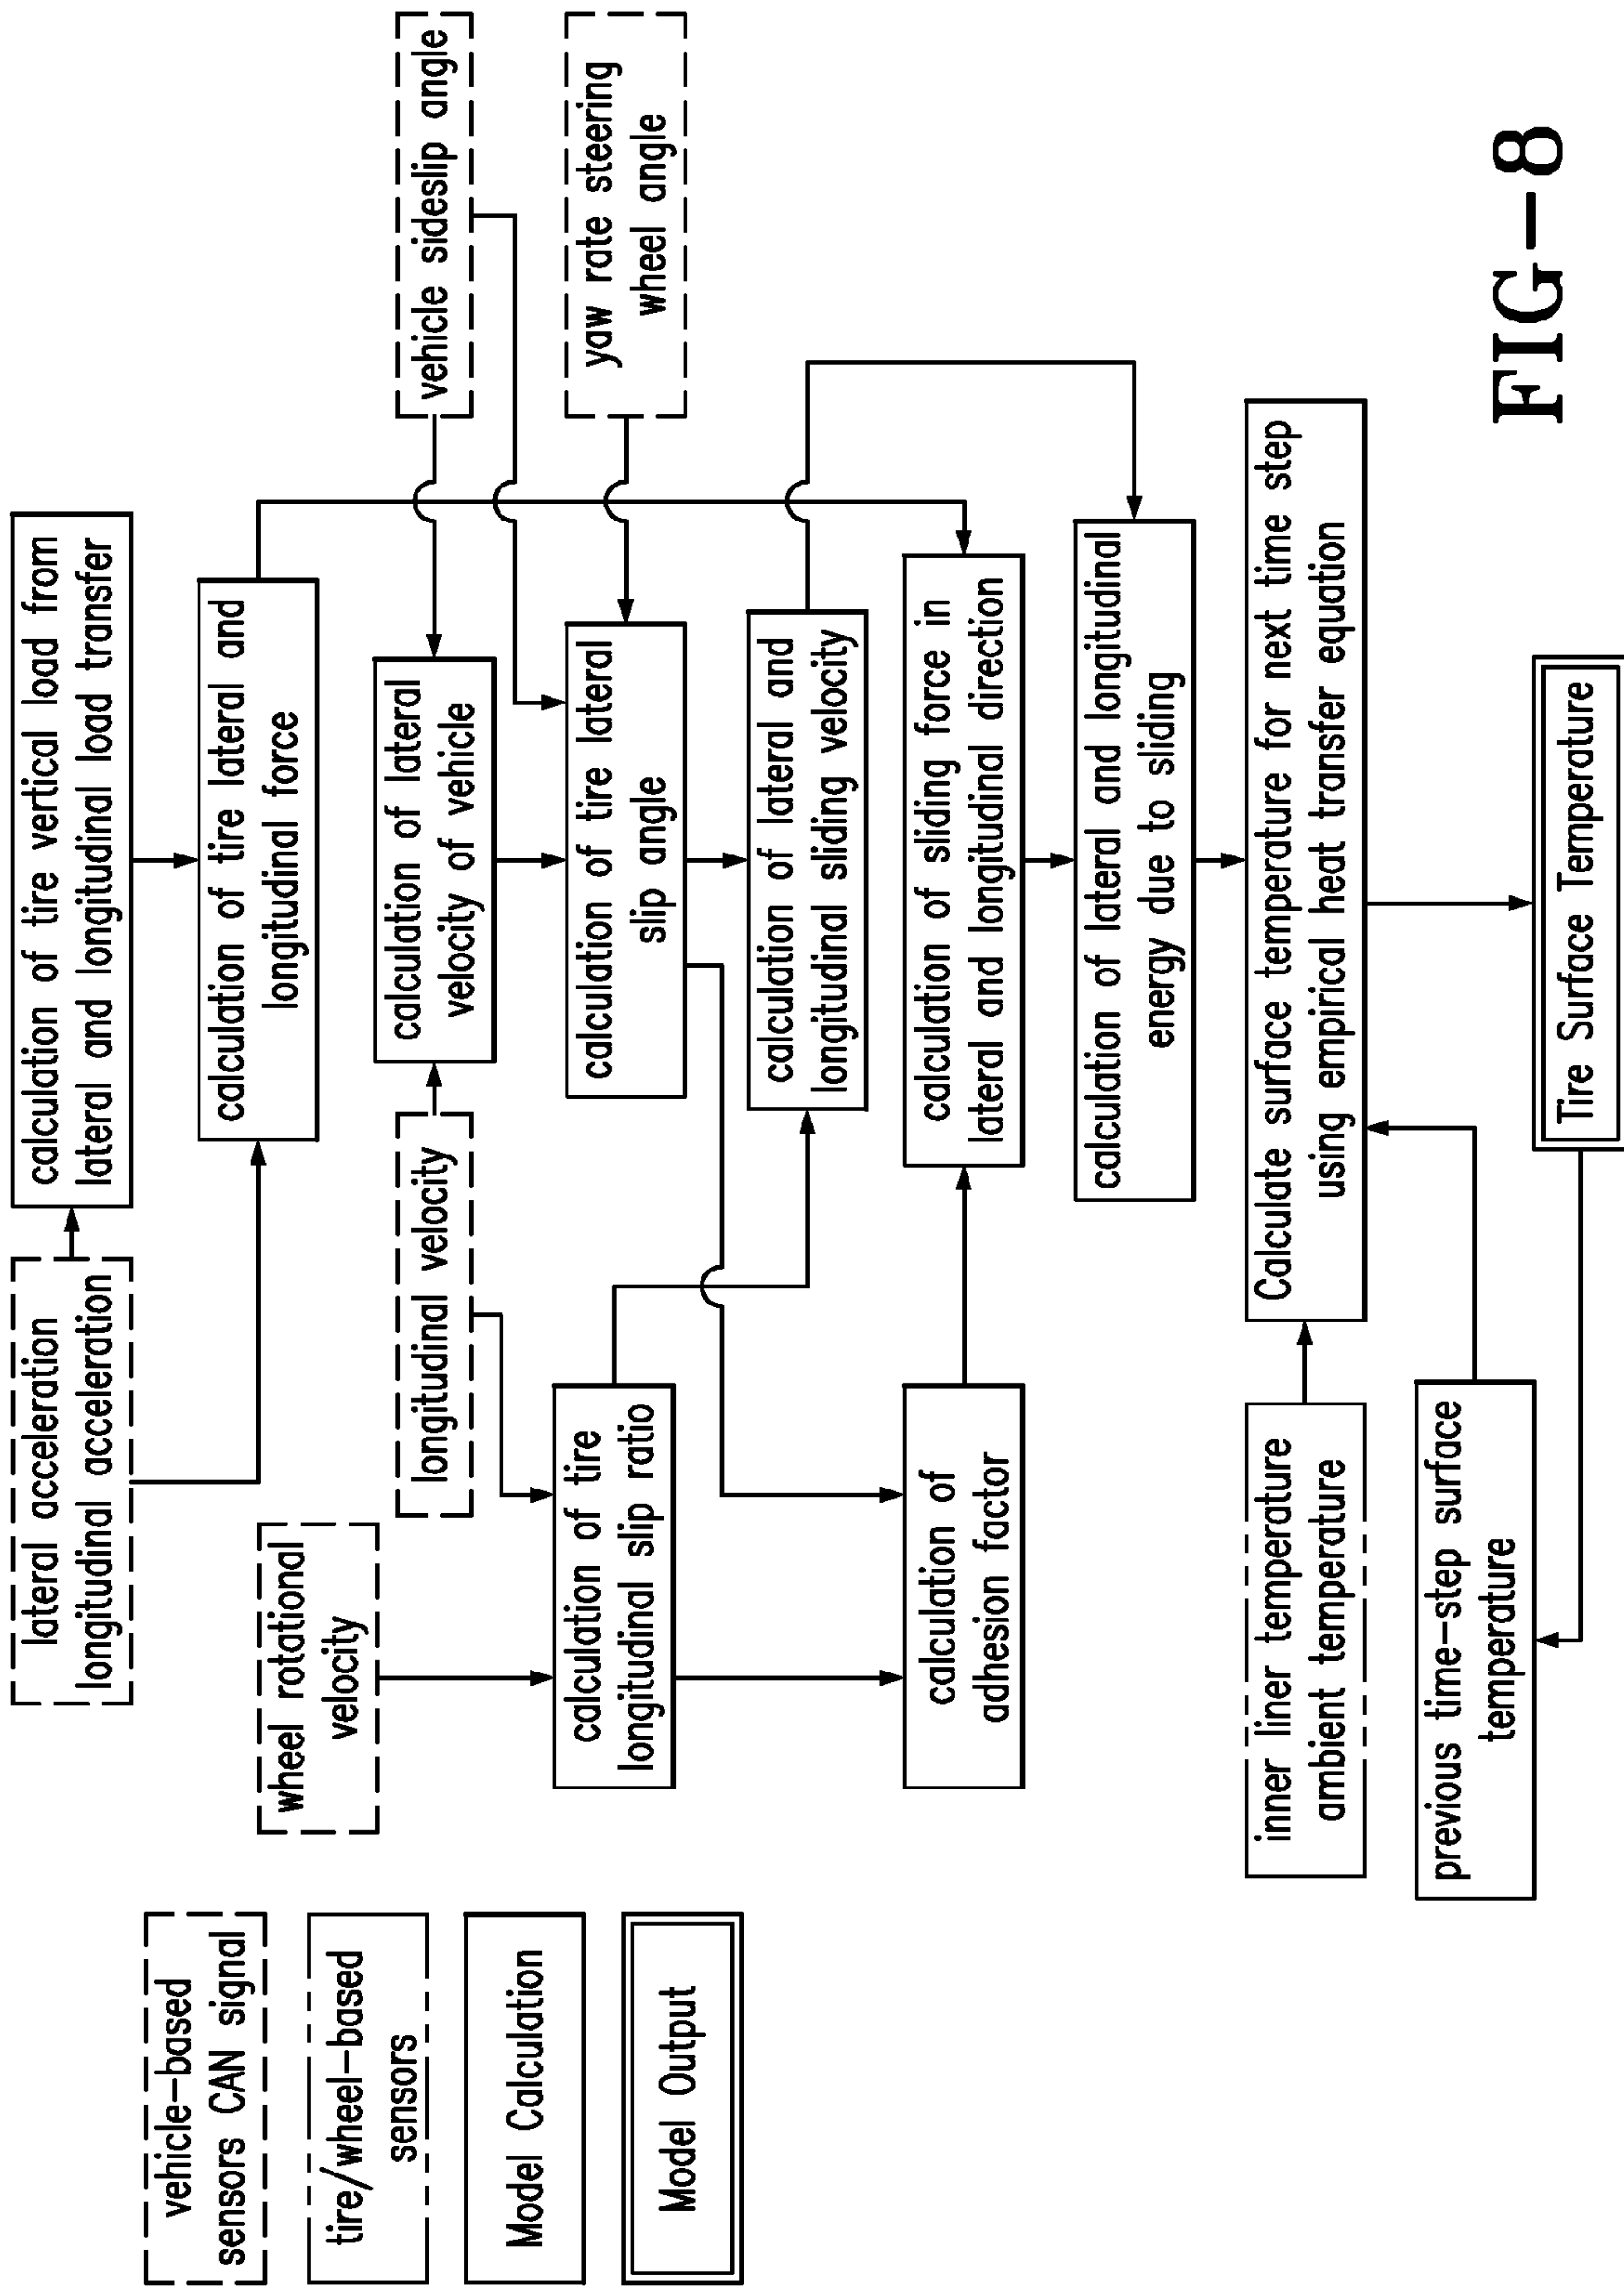 vehicle-based
sensors CAN signal
tire/wheel-based
sensors
Model Calculation
Model Output
lateral acceleration
longitudinal acceleration
calculation of tire vertical load from
lateral and longitudinal load transfer
wheel rotational
velocity
calculation of tire lateral and
longitudinal force
longitudinal velocity
calculation of lateral
velocity of vehicle
vehicle sideslip angle
calculation of tire
longitudinal slip ratio
calculation of tire lateral
slip angle
yaw rate steering
wheel angle
calculation of lateral and
longitudinal sliding velocity
calculation of
adhesion factor
calculation of sliding force in
lateral and longitudinal direction
calculation of lateral and longitudinal
energy due to sliding
inner liner temperature
ambient temperature
Calculate surface temperature for next time step
using empirical heat transfer equation
previous time-step surface
temperature
Tire Surface Temperature
FIG-8